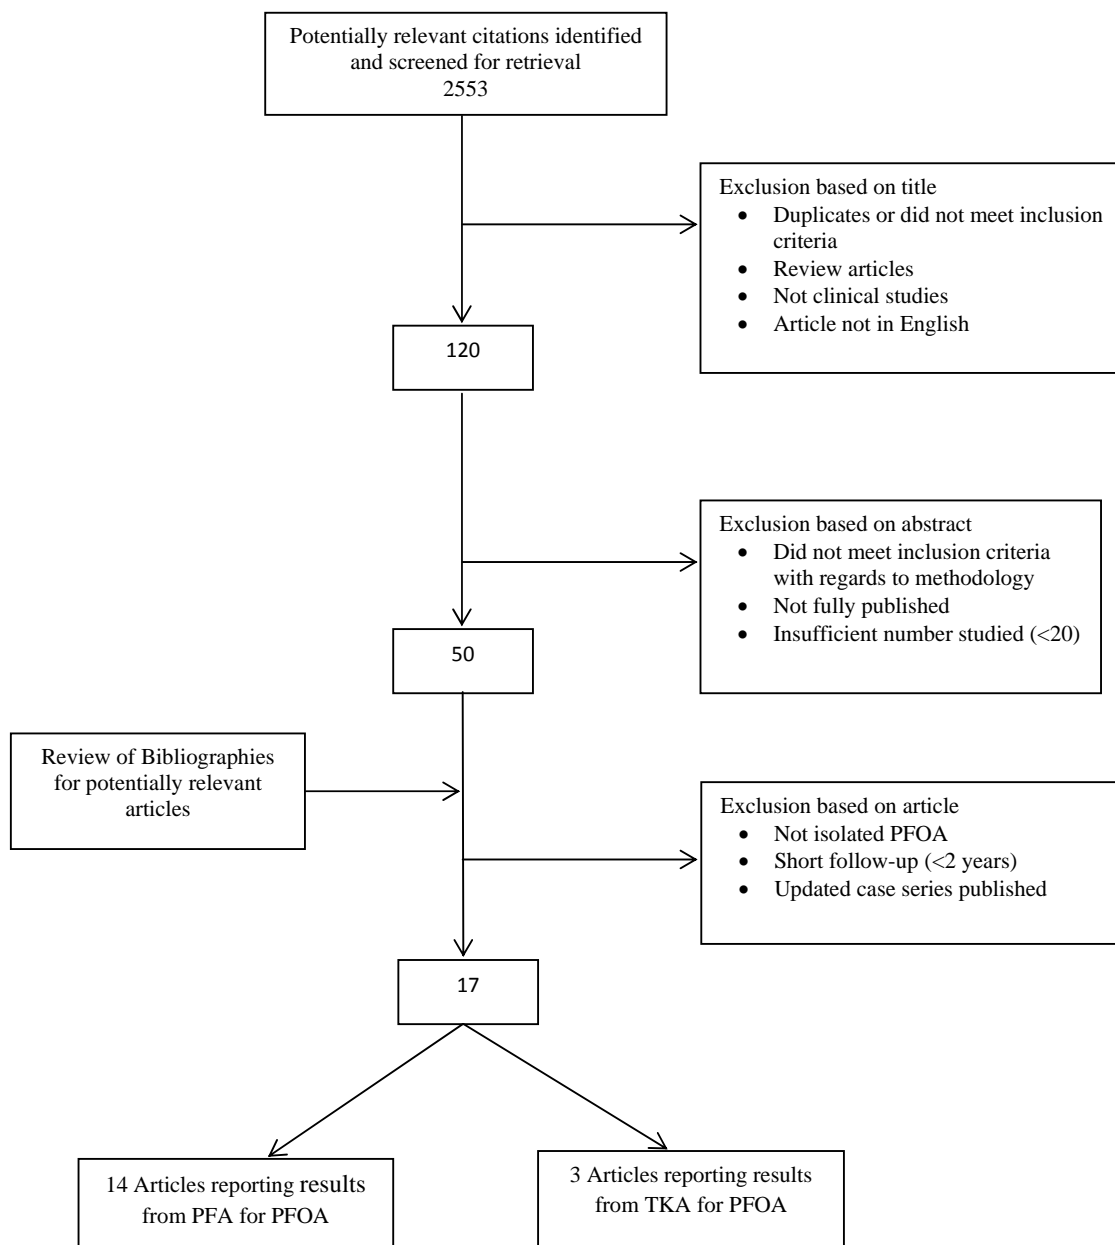 Potentially relevant citations identified
and screened for retrieval
2553
Exclusion based on title
• Duplicates or did not meet inclusion
criteria
• Review articles
• Not clinical studies
• Article not in English
120
Exclusion based on abstract
• Did not meet inclusion criteria
with regards to methodology
• Not fully published
• Insufficient number studied (<20)
50
Review of Bibliographies
for potentially relevant
articles
Exclusion based on article
• Not isolated PFOA
• Short follow-up (<2 years)
• Updated case series published
17
14 Articles reporting results
from PFA for PFOA
3 Articles reporting results
from TKA for PFOA